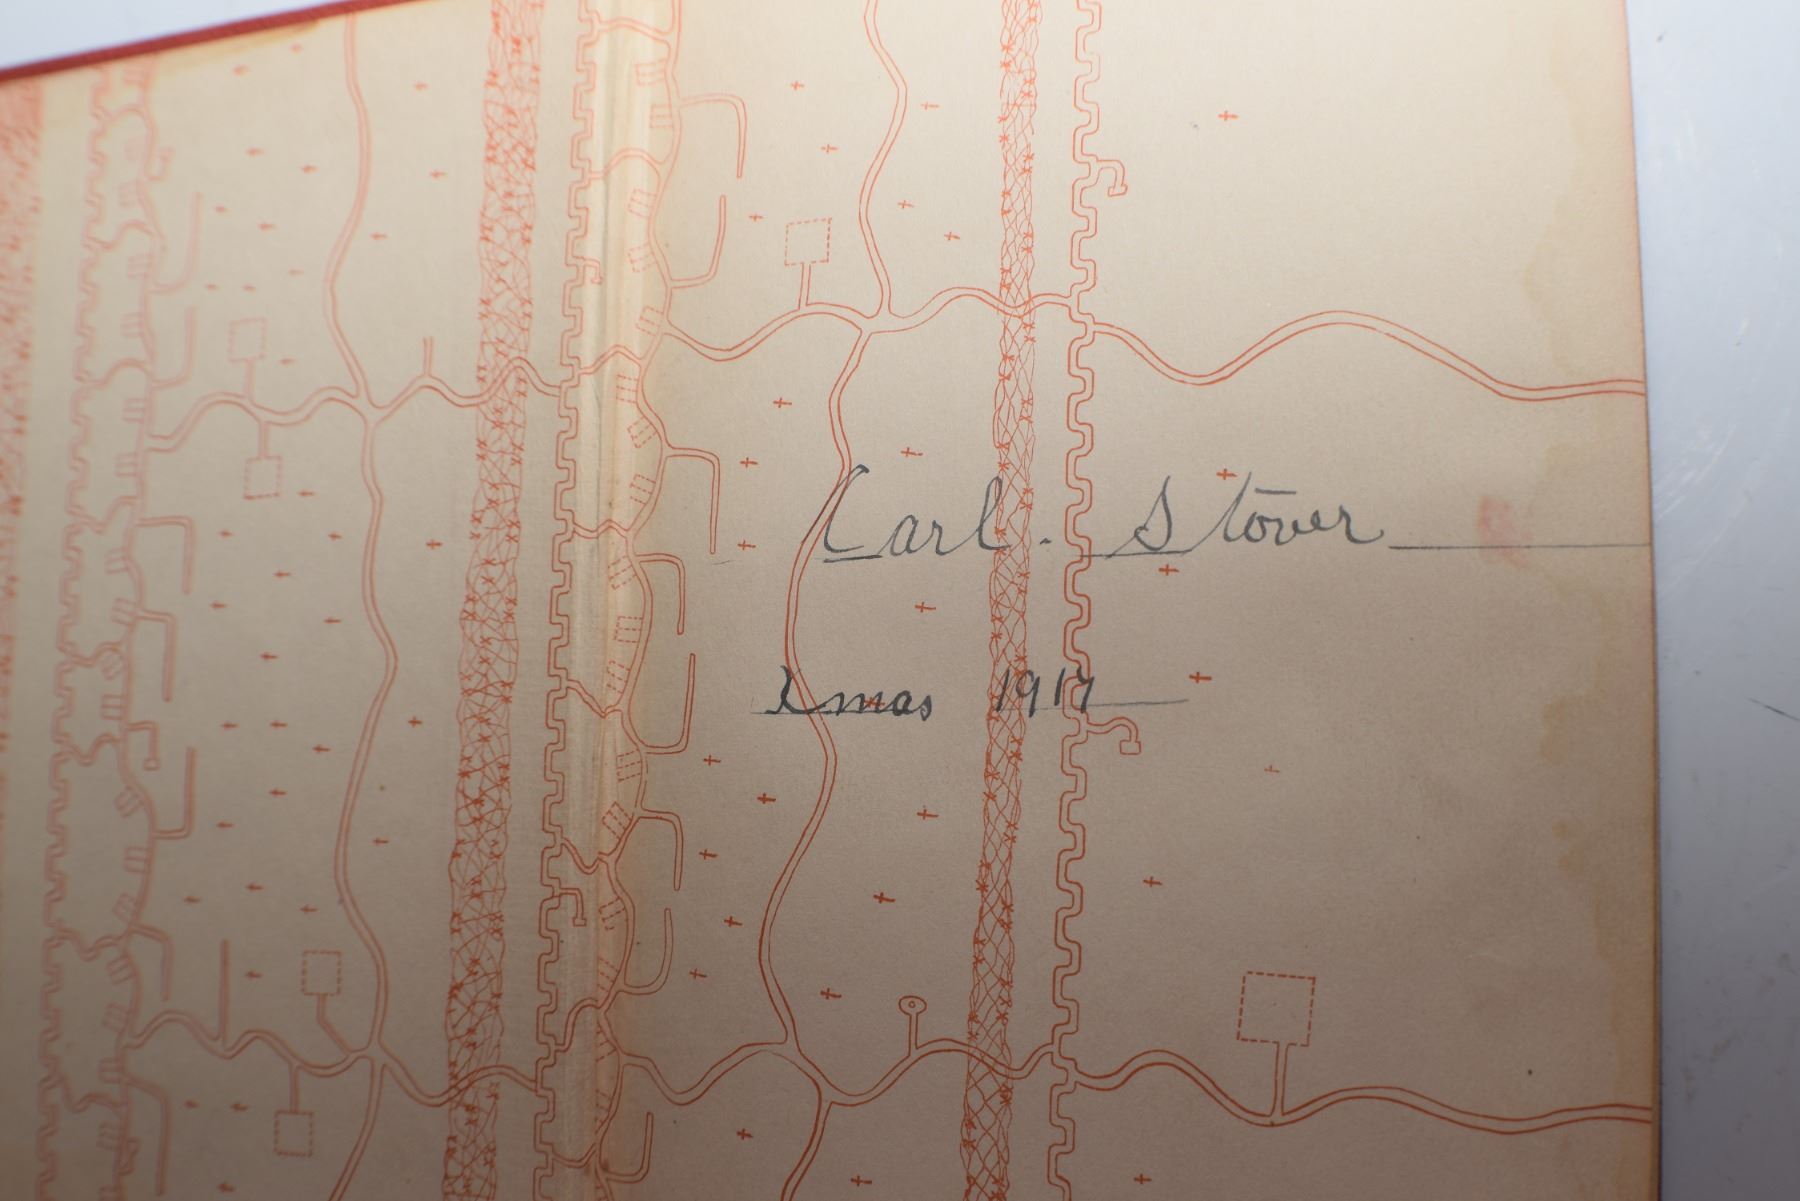 Carl. Stover
Xmas 1917